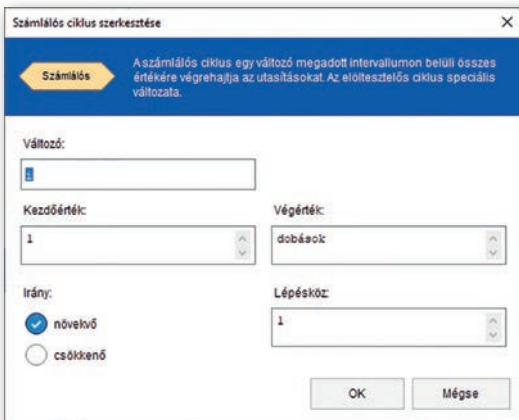 Számlálós ciklus szerkesztése
Számlálós
A számlálós ciklus egy változó megadott intervallumon belüli összes
értékére végrehajtja az utasításokat. Az elöltesztelős ciklus speciális
változata.
Változó:
i
Kezdőérték:
Végérték:
1
dobások
Irány:
Lépésköz:
növekvő
1
csökkenő
OK
Mégse